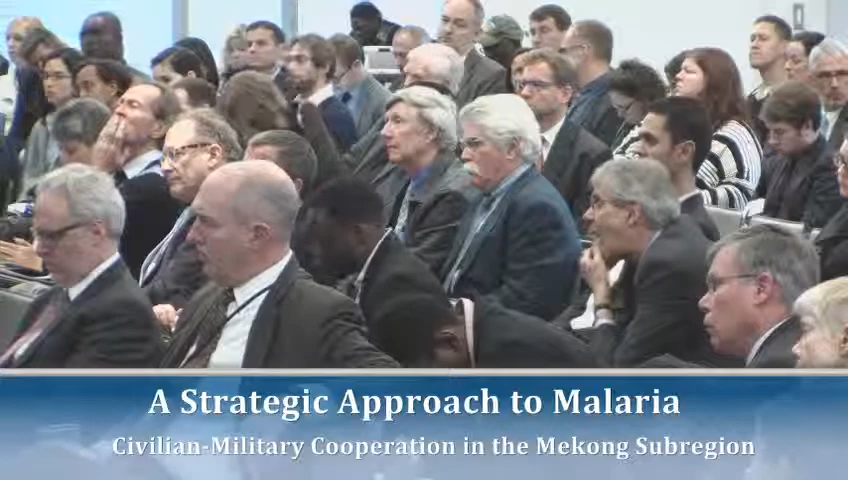 A Strategic Approach to Malaria
Civilian-Military Cooperation in the Mekong Subregion